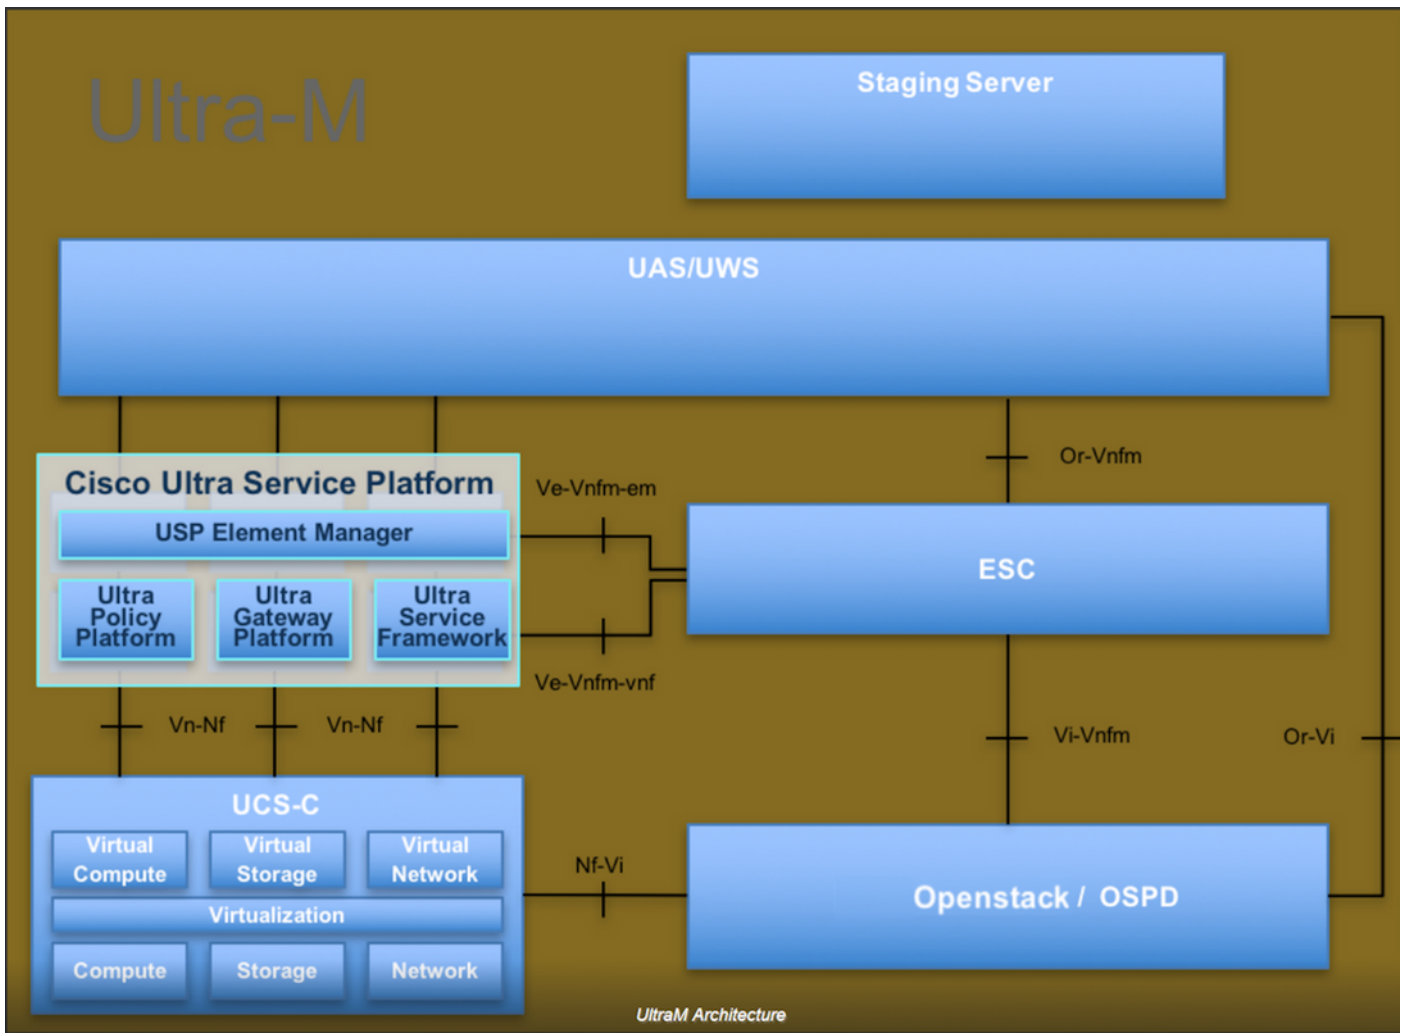 Ultra-M
Staging Server
UAS/UWS
Or-Vnfm
Cisco Ultra Service Platform
Ve-Vnfm-em
USP Element Manager
ESC
Ultra
Policy
Platform
Ultra
Gateway
Platform
Ultra
Service
Framework
Ve-Vnfm-vnf
Vn-Nf
Vn-Nf
Vi-Vnfm
Or-Vi
UCS-C
Virtual
Compute
Virtual
Storage
Virtual
Network
Nf-Vi
Openstack / OSPD
Virtualization
Compute
Storage
Network
UltraM Architecture